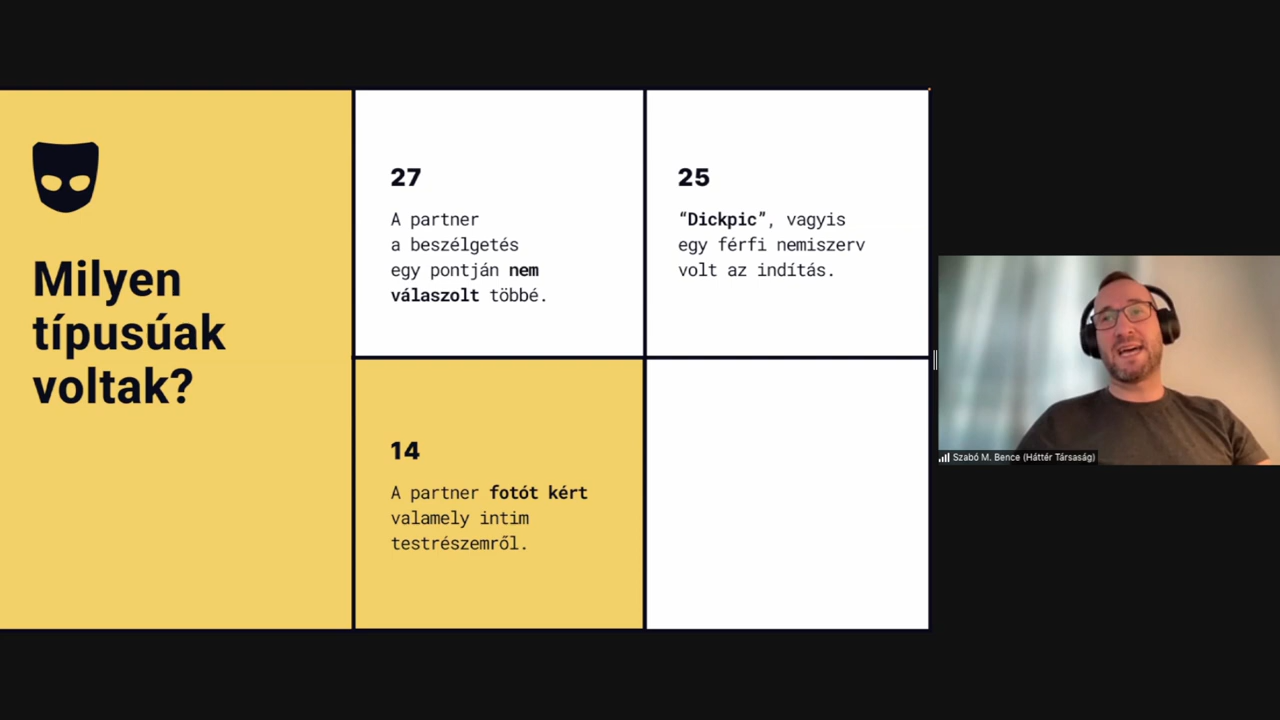 Milyen
típusúak
voltak?
27
A partner
a beszélgetés
egy pontján nem
válaszolt többé.
25
“Dickpic”, vagyis
egy férfi nemiszerv
volt az indítás.
14
A partner fotót kért
valamely intim
testrészemről.
Szabó M. Bence (Háttér Társaság)